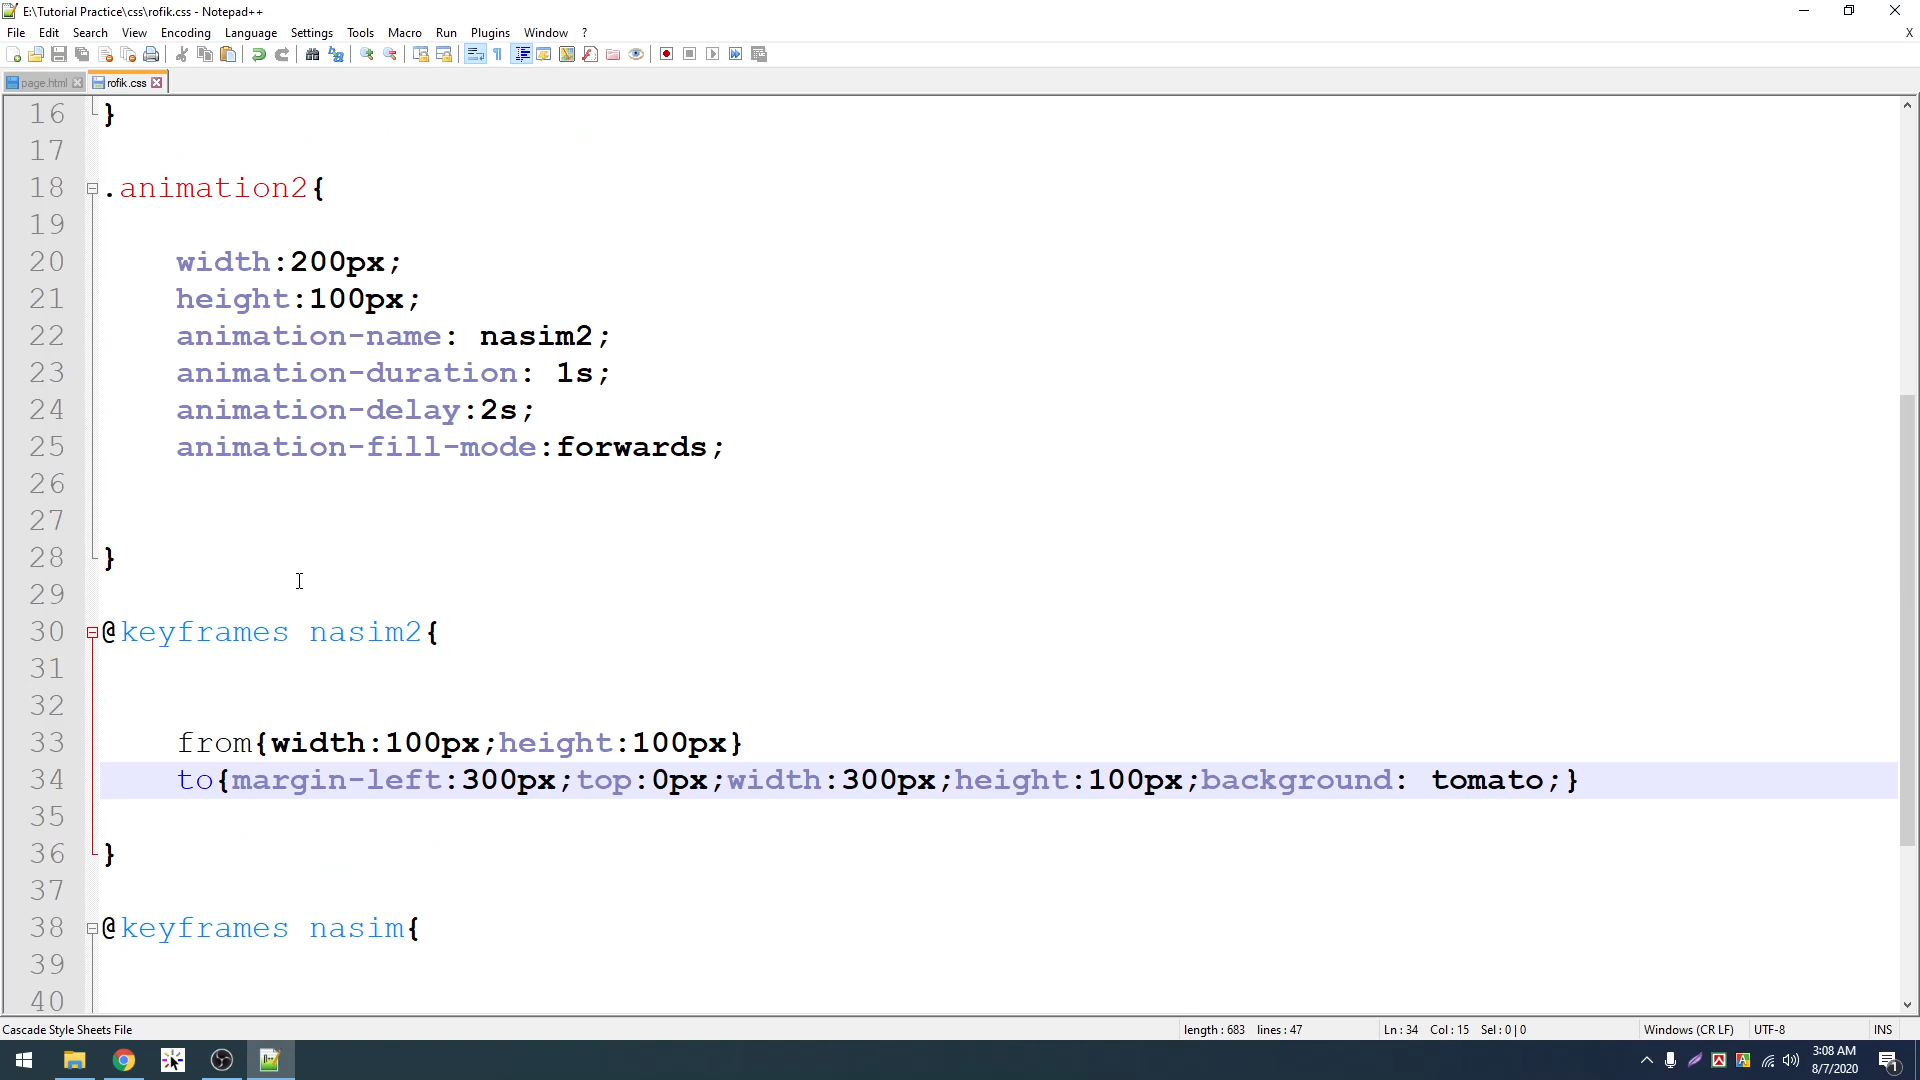 E:\Tutorial Practice\css\rofik.css - Notepad++
File Edit Search View Encoding Language Settings Tools Macro Run Plugins Window ? X
page.html rofik.css
16 }
17
18 .animation2{
19
20 width:200px;
21 height:100px;
22 animation-name: nasim2;
23 animation-duration: 1s;
24 animation-delay:2s;
25 animation-fill-mode:forwards;
26
27
28 }
29
30 @keyframes nasim2{
31
32
33 from{width:100px;height:100px}
34 to{margin-left:300px;top:0px;width:300px;height:100px;background: tomato;}
35
36 }
37
38 @keyframes nasim{
39
40
Cascade Style Sheets File length : 683 lines : 47 Ln : 34 Col : 15 Sel : 0 | 0 Windows (CR LF) UTF-8 INS
3:08 AM
8/7/2020
1